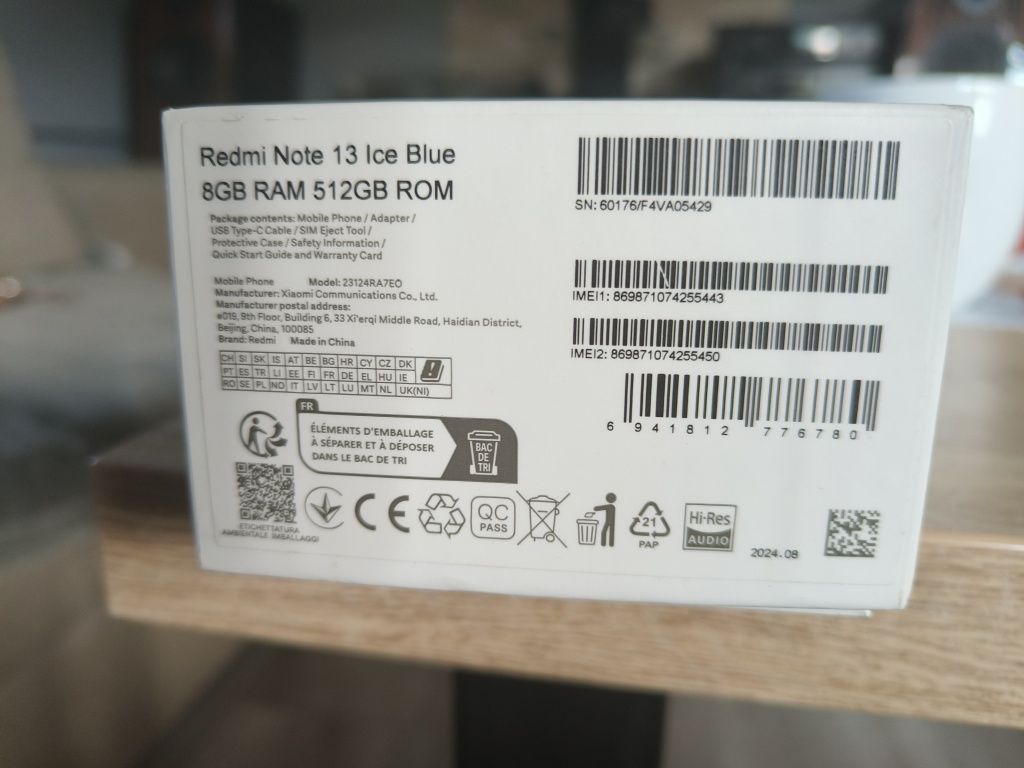 Redmi Note 13 Ice Blue
8GB RAM 512GB ROM
Package contents: Mobile Phone / Adapter /
USB Type-C Cable / SIM Eject Tool /
Protective Case / Safety Information /
Quick Start Guide and Warranty Card
Mobile Phone Model: 23124RA7EO
Manufacturer: Xiaomi Communications Co., Ltd.
Manufacturer postal address:
#019, 9th Floor, Building 6, 33 Xi'erqi Middle Road, Haidian District,
Beijing, China, 100085
Brand: Redmi Made in China
CH SI SK IS AT BE BG HR CY CZ DK
PT ES TR LI EE FI FR DE EL HU IE
RO SE PL NO IT LV LT LU MT NL UK(NI)
FR
ÉLÉMENTS D'EMBALLAGE
À SÉPARER ET À DÉPOSER
DANS LE BAC DE TRI
BAC
DE
TRI
ETICHETTATURA
AMBIENTALE IMBALLAGGI
CE
QC
PASS
21
PAP
Hi-Res
AUDIO
2024.08
SN: 60176/F4VA05429
IMEI1: 869871074255443
IMEI2: 869871074255450
6 941812 776780